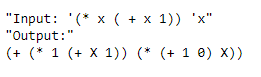 "Input: '(* x ( + x 1)) 'x"
"Output:"
(+ (* 1 (+ X 1)) (* (+ 1 0) X))